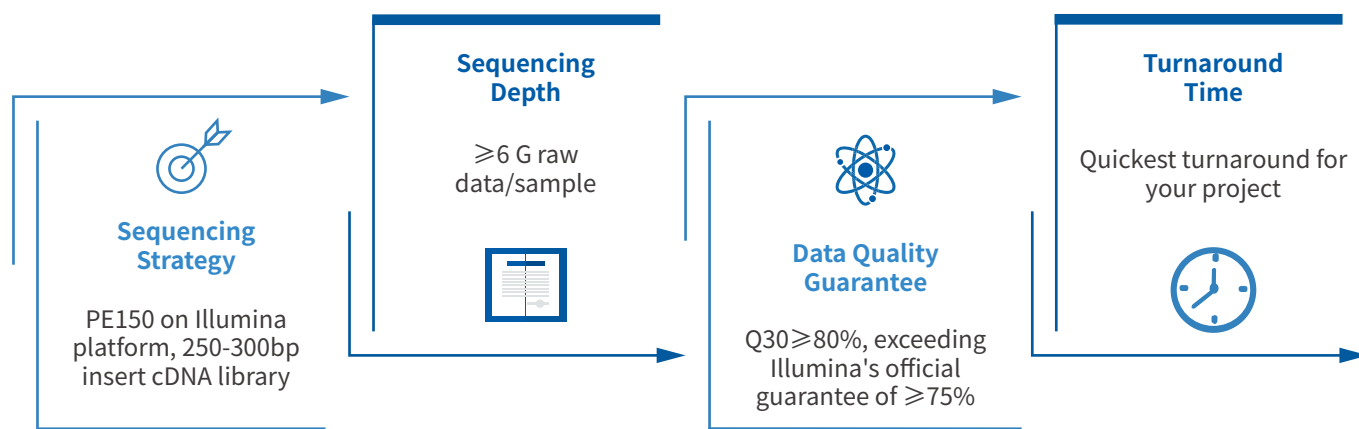 Sequencing
Strategy
PE150 on Illumina
platform, 250-300bp
insert cDNA library
Sequencing
Depth
⩾6 G raw
data/sample
Data Quality
Guarantee
Q30⩾80%, exceeding
Illumina's official
guarantee of ⩾75%
Turnaround
Time
Quickest turnaround for
your project